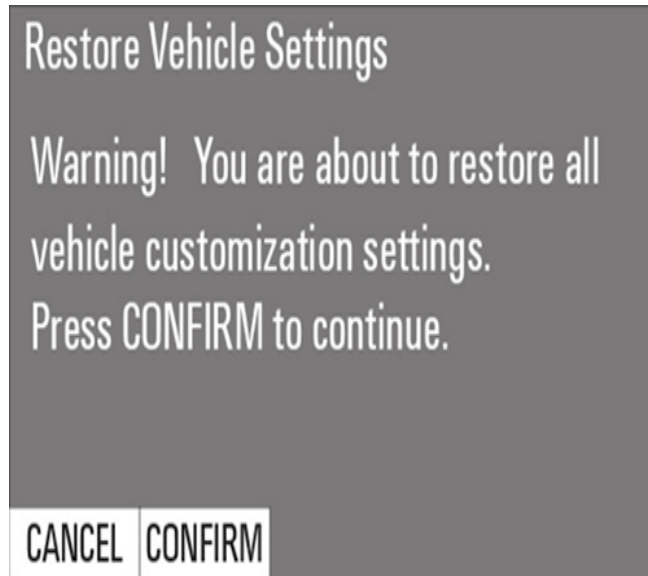 Restore Vehicle Settings
Warning! You are about to restore all
vehicle customization settings.
Press CONFIRM to continue.
CANCEL CONFIRM